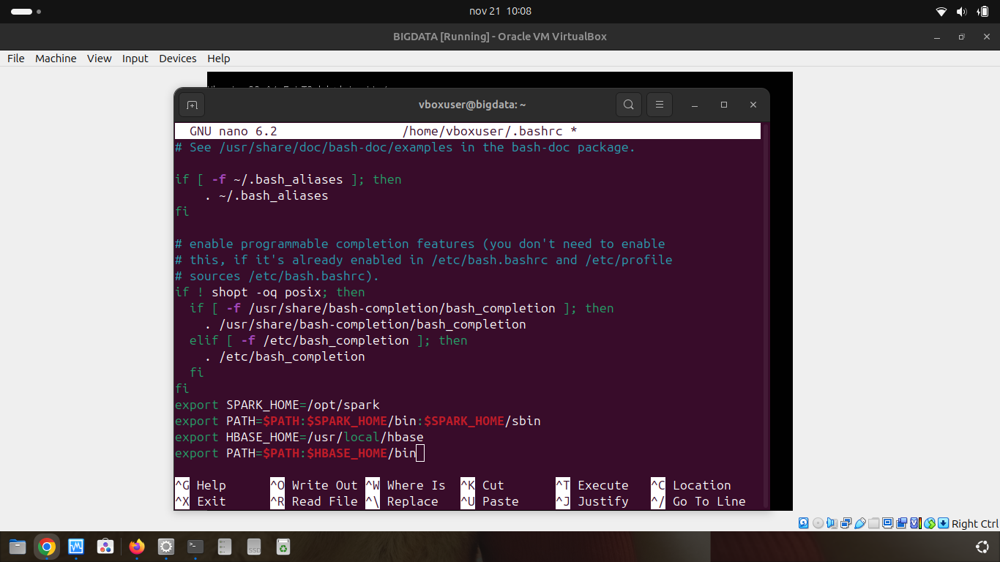 nov 21 10:08
BIGDATA [Running] - Oracle VM VirtualBox
File Machine View Input Devices Help
vboxuser@bigdata: ~
GNU nano 6.2 /home/vboxuser/.bashrc *
# See /usr/share/doc/bash-doc/examples in the bash-doc package.
if [ -f ~/.bash_aliases ]; then
. ~/.bash_aliases
fi
# enable programmable completion features (you don't need to enable
# this, if it's already enabled in /etc/bash.bashrc and /etc/profile
# sources /etc/bash.bashrc).
if ! shopt -oq posix; then
if [ -f /usr/share/bash-completion/bash_completion ]; then
. /usr/share/bash-completion/bash_completion
elif [ -f /etc/bash_completion ]; then
. /etc/bash_completion
fi
fi
export SPARK_HOME=/opt/spark
export PATH=$PATH:$SPARK_HOME/bin:$SPARK_HOME/sbin
export HBASE_HOME=/usr/local/hbase
export PATH=$PATH:$HBASE_HOME/bin
^G Help ^O Write Out ^W Where Is ^K Cut ^T Execute ^C Location
^X Exit ^R Read File ^\ Replace ^U Paste ^J Justify ^/ Go To Line
Right Ctrl
SSD